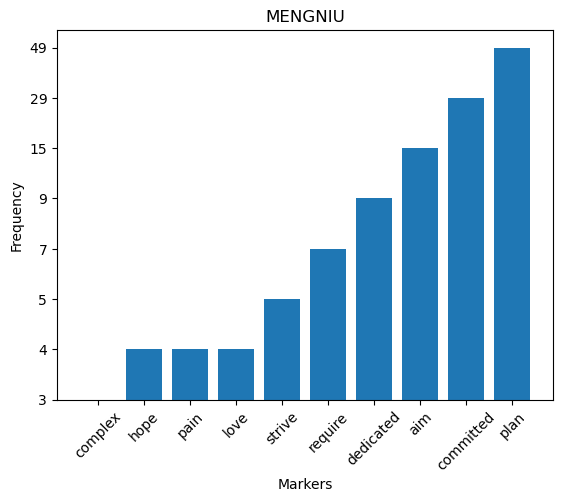 MENGNIU
49
29
15
9
7
5
4
3
Frequency
complex
hope
pain
love
strive
require
dedicated
aim
committed
plan
Markers